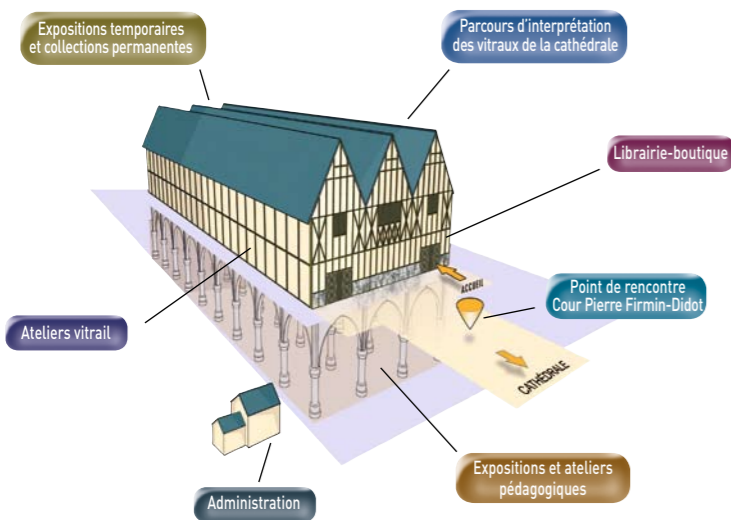 Expositions temporaires
et collections permanentes
Parcours d'interprétation
des vitraux de la cathédrale
Librairie-boutique
ACCUEIL
Point de rencontre
Cour Pierre Firmin-Didot
Ateliers vitrail
CATHÉDRALE
Expositions et ateliers
pédagogiques
Administration